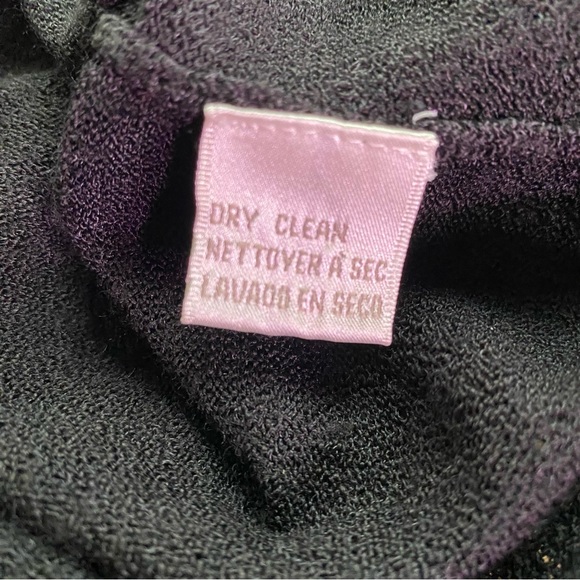 DRY CLEAN
NETTOYER Á SEC
LAVADO EN SECO